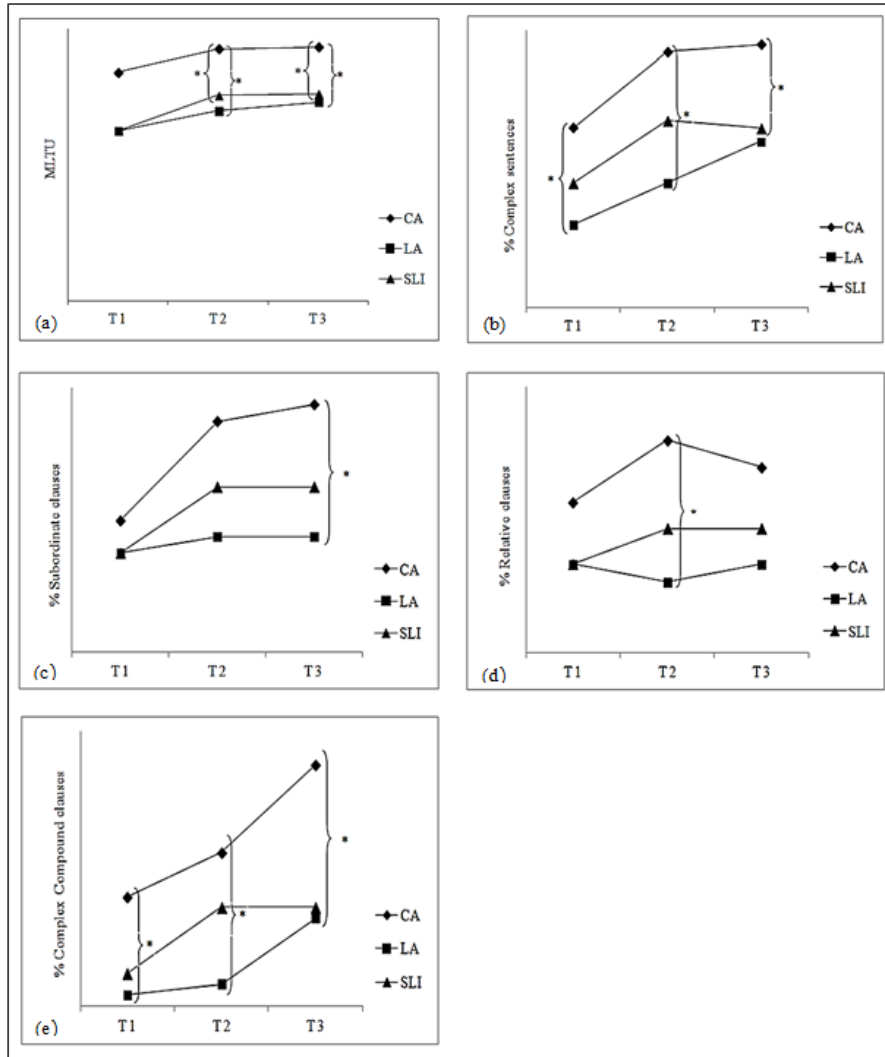 MLTU
* * * *
CA
LA
SLI
T1 T2 T3
(a)
% Complex sentences
* * *
CA
LA
SLI
T1 T2 T3
(b)
% Subordinate clauses
*
CA
LA
SLI
T1 T2 T3
(c)
% Relative clauses
*
CA
LA
SLI
T1 T2 T3
(d)
% Complex Compound clauses
* * *
CA
LA
SLI
T1 T2 T3
(e)